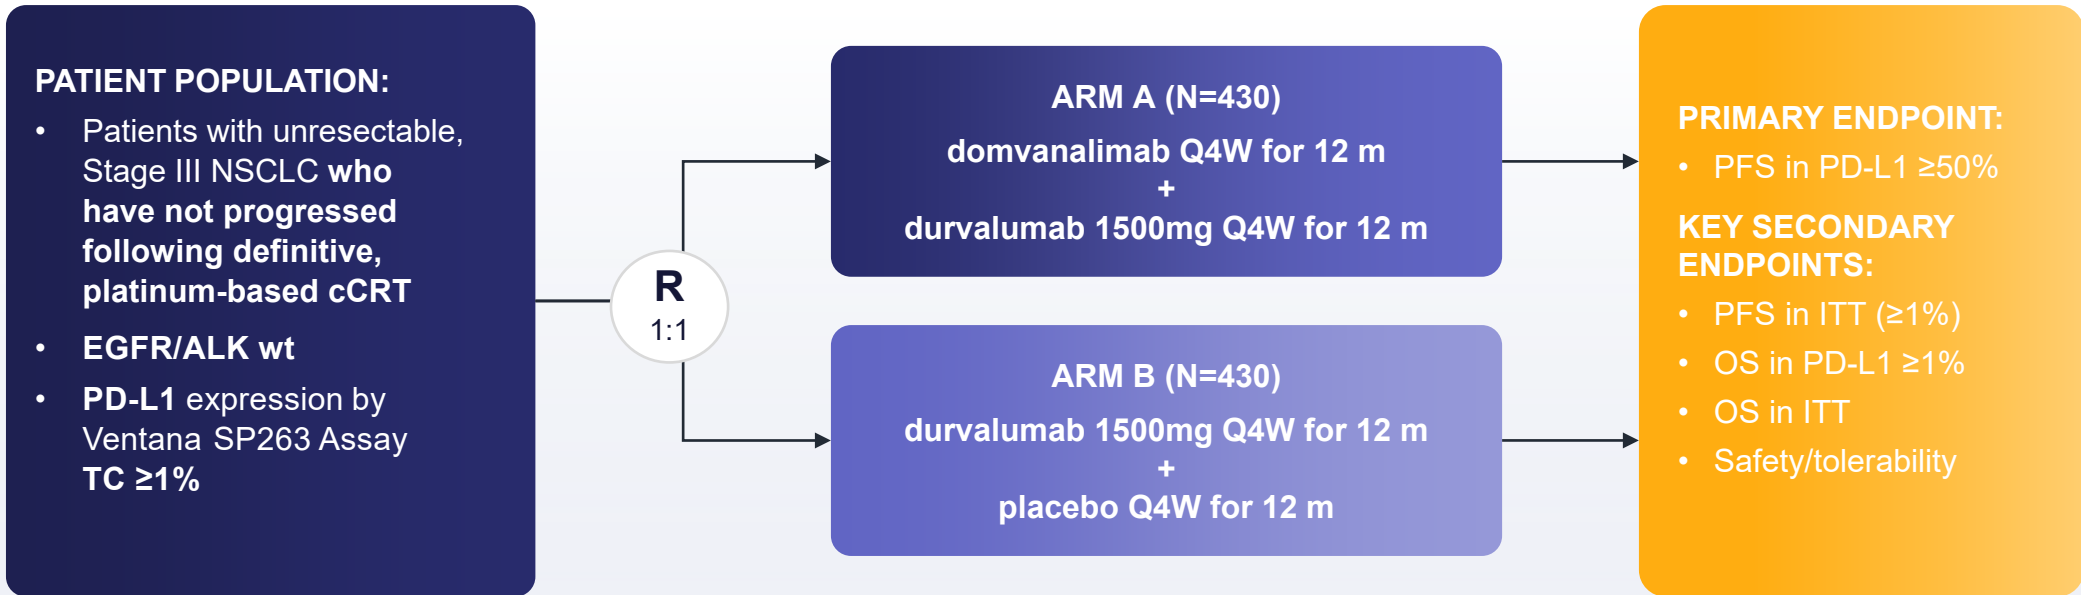 PATIENT POPULATION:
• Patients with unresectable,
Stage III NSCLC who
have not progressed
following definitive,
platinum-based cCRT
• EGFR/ALK wt
• PD-L1 expression by
Ventana SP263 Assay
TC ≥1%
R
1:1
ARM A (N=430)
domvanalimab Q4W for 12 m
+
durvalumab 1500mg Q4W for 12 m
ARM B (N=430)
durvalumab 1500mg Q4W for 12 m
+
placebo Q4W for 12 m
PRIMARY ENDPOINT:
• PFS in PD-L1 ≥50%
KEY SECONDARY
ENDPOINTS:
• PFS in ITT (≥1%)
• OS in PD-L1 ≥1%
• OS in ITT
• Safety/tolerability